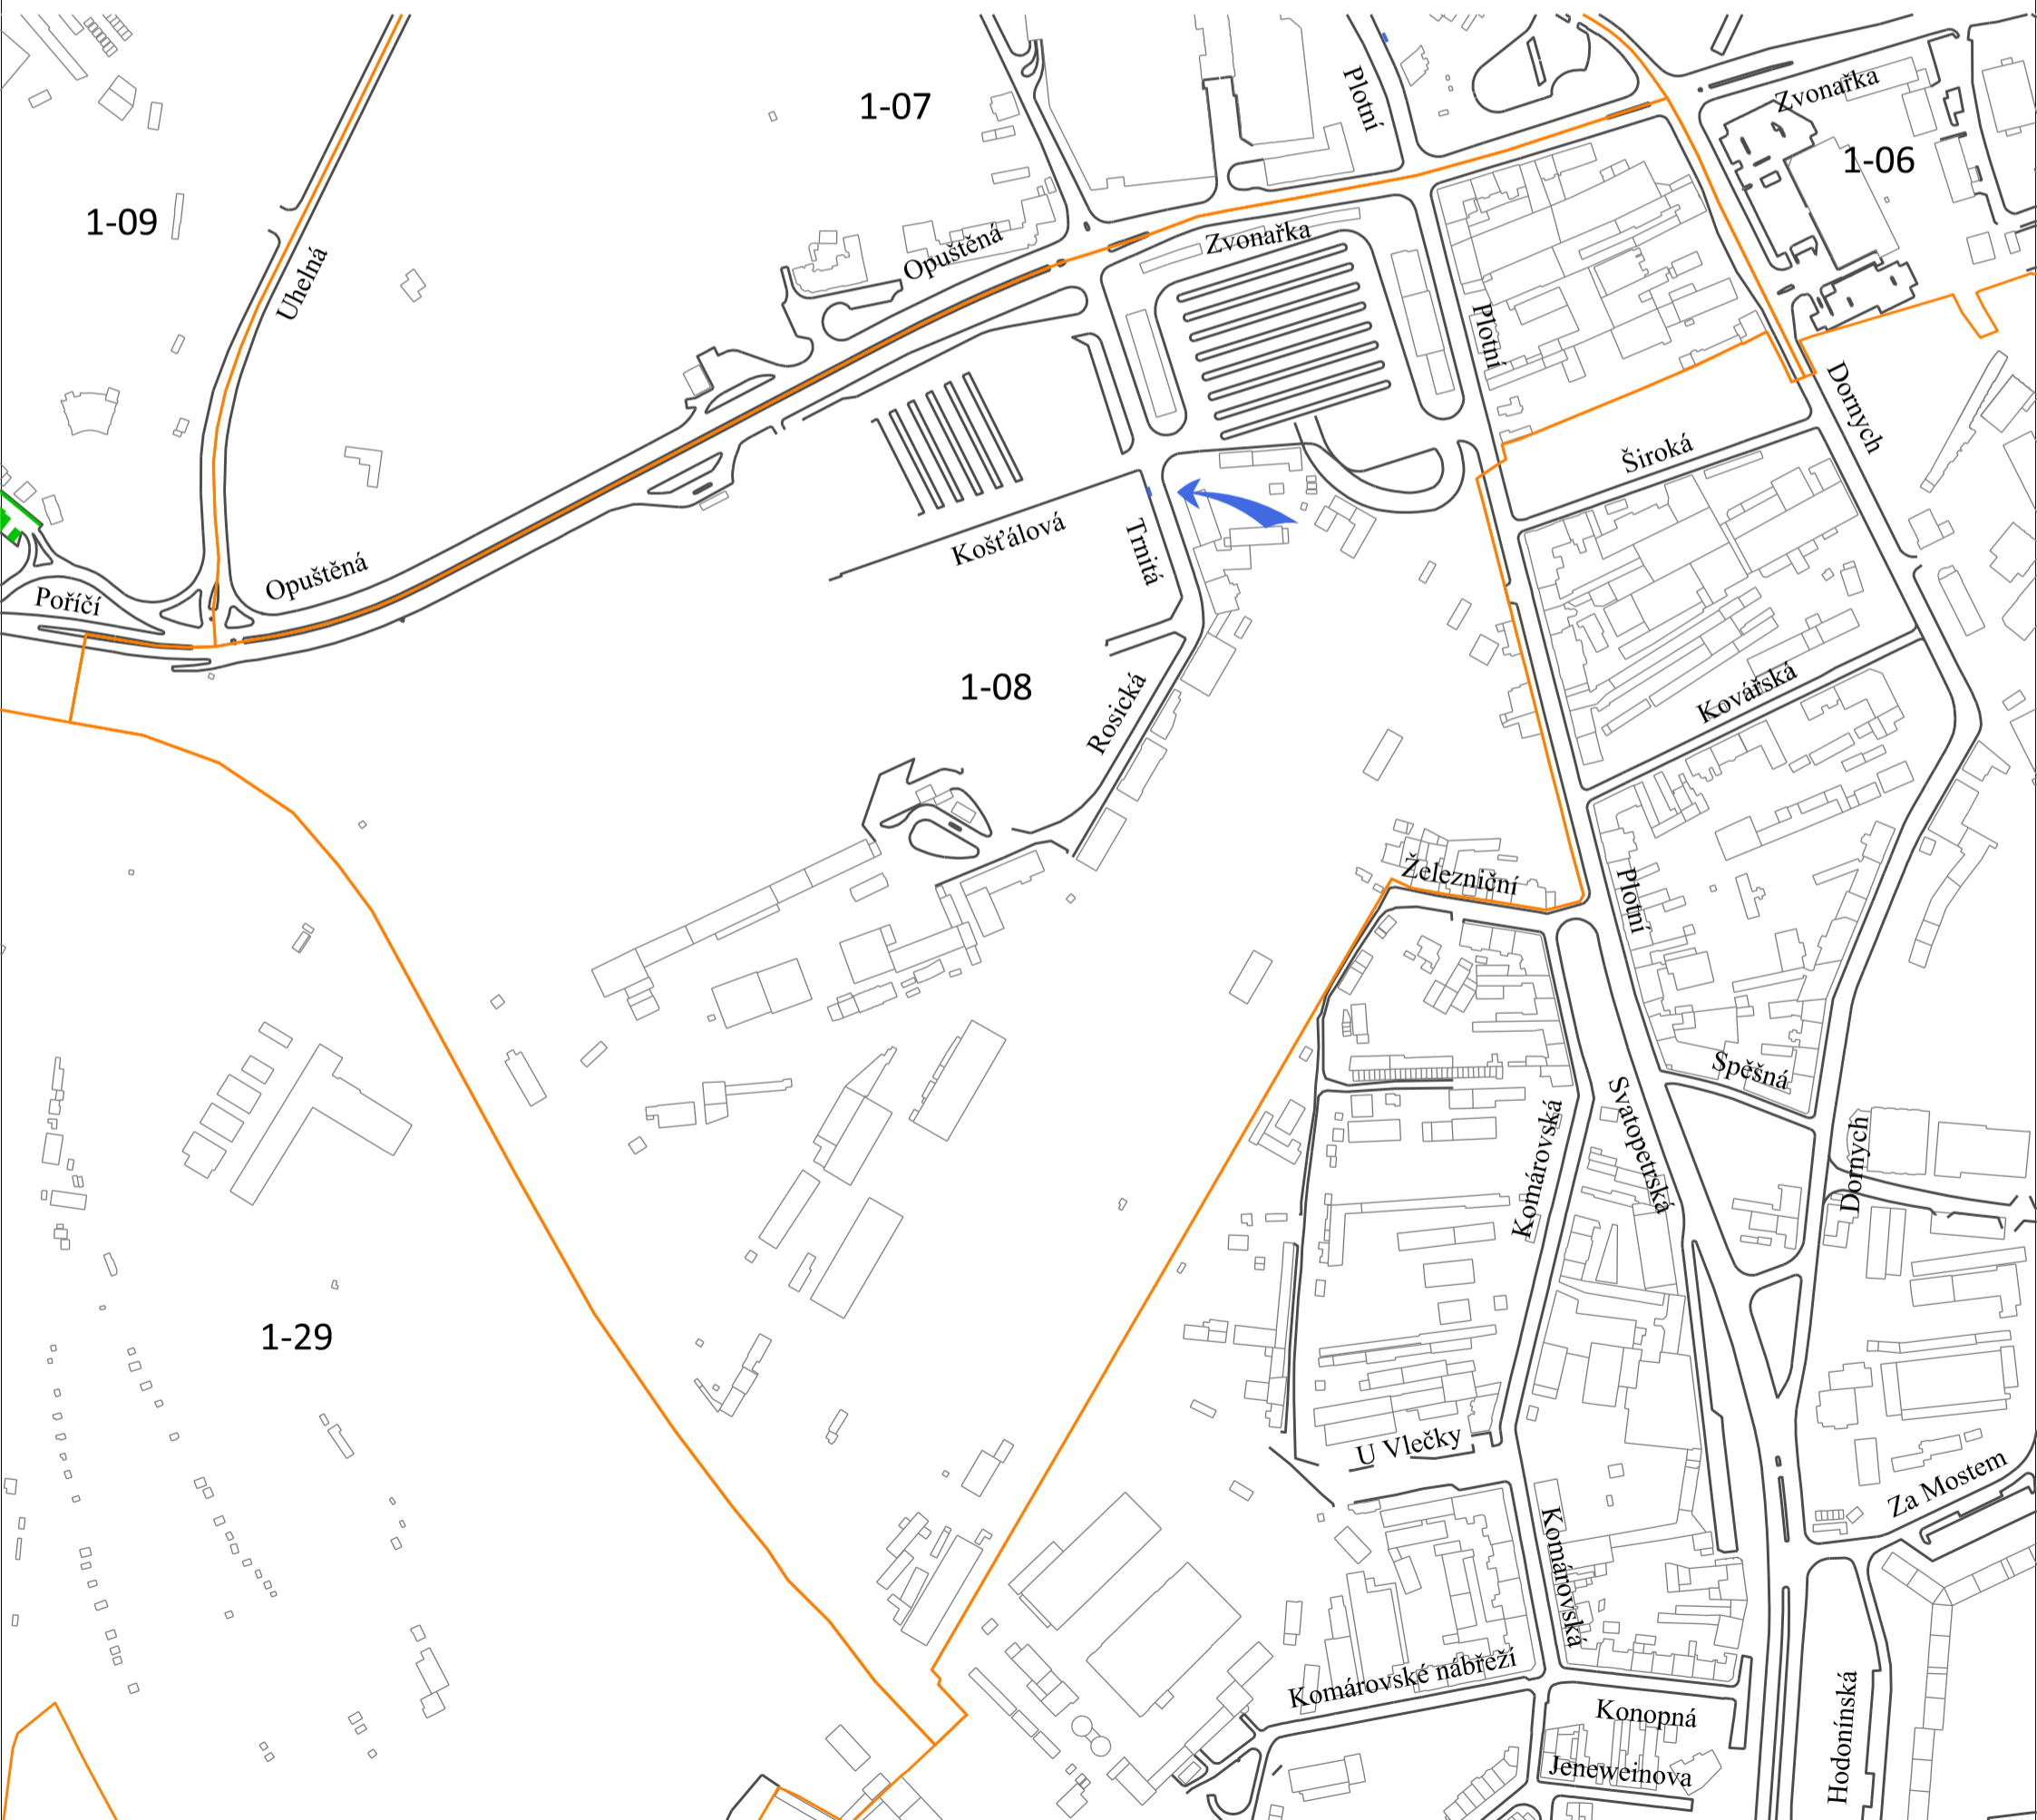 1-07
Plotní
Zvonařka
1-06
1-09
Uhelná
Opuštěná
Zvonařka
Plotní
Dornych
Široká
Košťálová
Trnitá
Opuštěná
Poříčí
1-08
Rosická
Kovářská
Železniční
Plotní
Spěšná
Svatopetrská
Komárovská
Dornych
1-29
U Vlečky
Za Mostem
Komárovská
Komárovské nábřeží
Konopná
Hodonínská
Jeneweinova